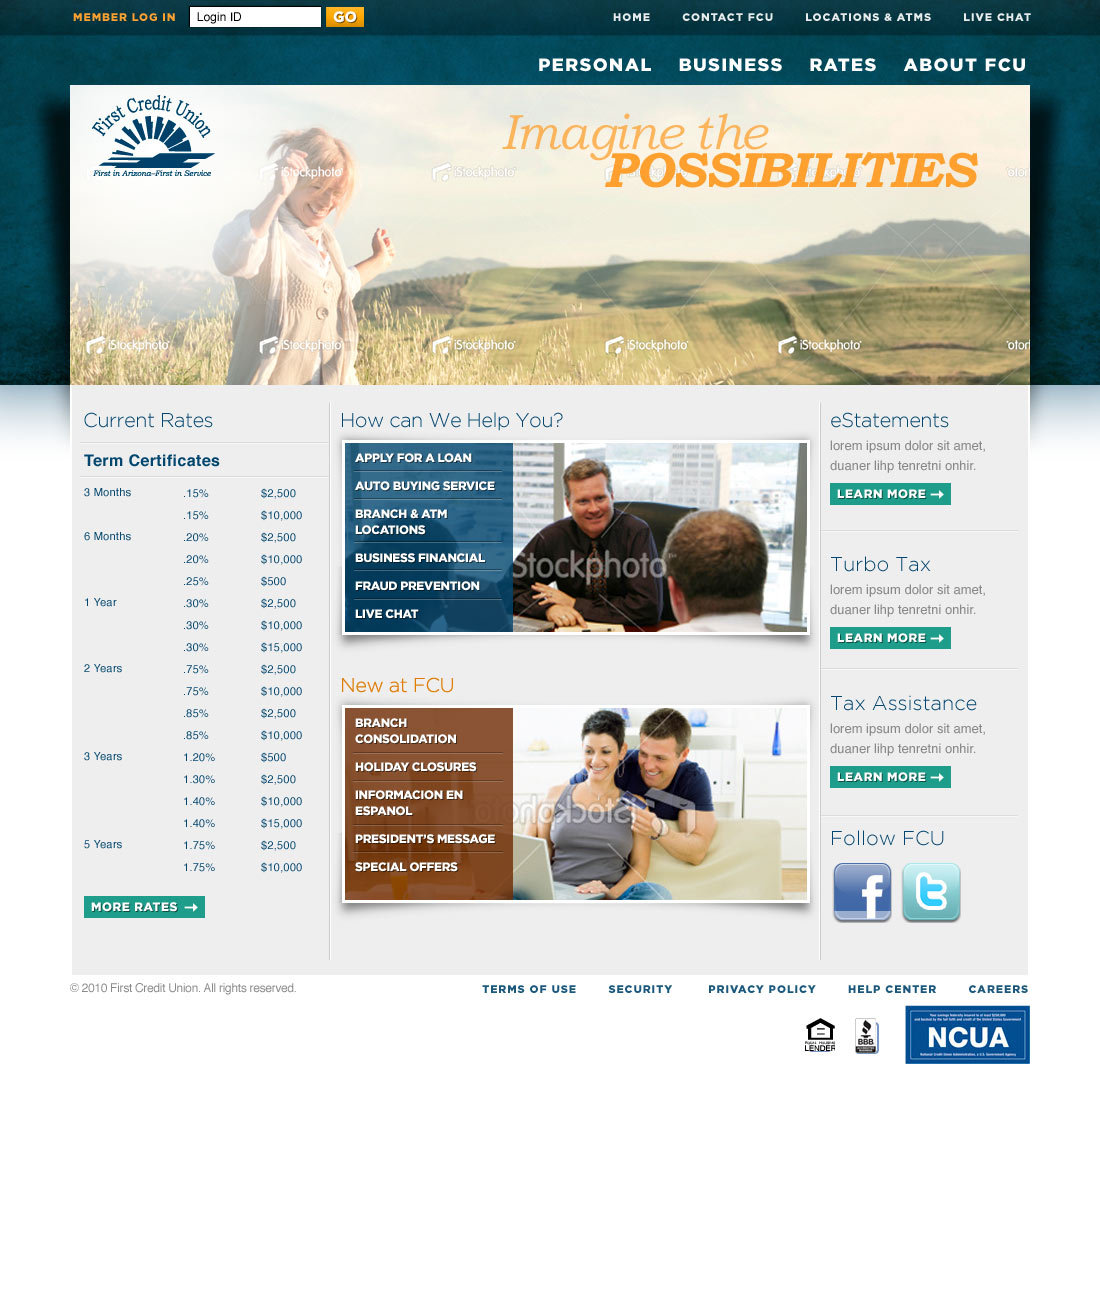 MEMBER LOG IN
Login ID
GO
HOME
CONTACT FCU
LOCATIONS & ATMS
LIVE CHAT
PERSONAL
BUSINESS
RATES
ABOUT FCU
First Credit Union
First in Arizona–First in Service
Imagine the
POSSIBILITIES
iStockphoto
iStockphoto
iStockphoto
iStockphoto
iStockphoto
iStockphoto
Current Rates
Term Certificates
3 Months .15% $2,500
.15% $10,000
6 Months .20% $2,500
.20% $10,000
.25% $500
1 Year .30% $2,500
.30% $10,000
.30% $15,000
2 Years .75% $2,500
.75% $10,000
.85% $2,500
.85% $10,000
3 Years 1.20% $500
1.30% $2,500
1.40% $10,000
1.40% $15,000
5 Years 1.75% $2,500
1.75% $10,000
MORE RATES
How can We Help You?
APPLY FOR A LOAN
AUTO BUYING SERVICE
BRANCH & ATM
LOCATIONS
BUSINESS FINANCIAL
FRAUD PREVENTION
LIVE CHAT
iStockphoto
New at FCU
BRANCH
CONSOLIDATION
HOLIDAY CLOSURES
INFORMACION EN
ESPANOL
PRESIDENT'S MESSAGE
SPECIAL OFFERS
eStatements
lorem ipsum dolor sit amet,
duaner lihp tenretni onhir.
LEARN MORE
Turbo Tax
lorem ipsum dolor sit amet,
duaner lihp tenretni onhir.
LEARN MORE
Tax Assistance
lorem ipsum dolor sit amet,
duaner lihp tenretni onhir.
LEARN MORE
Follow FCU
© 2010 First Credit Union. All rights reserved.
TERMS OF USE
SECURITY
PRIVACY POLICY
HELP CENTER
CAREERS
LENDER
BBB
NCUA
National Credit Union Administration, a U.S. Government Agency